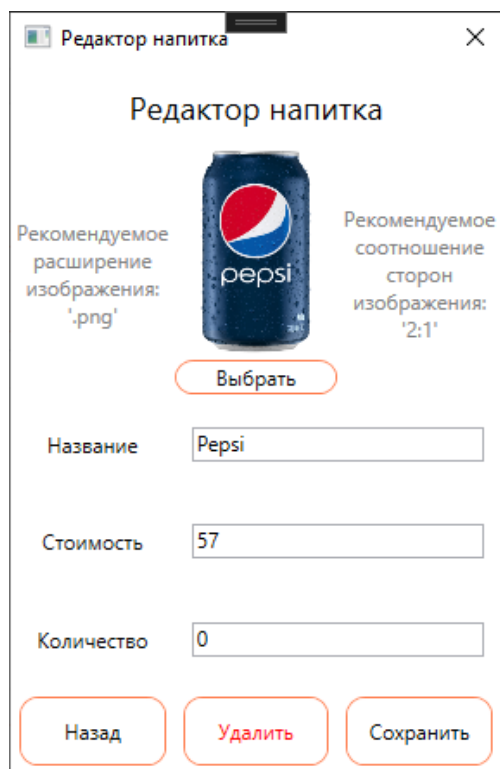 Редактор напитка
Редактор напитка
Рекомендуемое
расширение
изображения:
'.png'
pepsi
Рекомендуемое
соотношение
сторон
изображения:
'2:1'
Выбрать
Название
Pepsi
Стоимость
57
Количество
0
Назад
Удалить
Сохранить